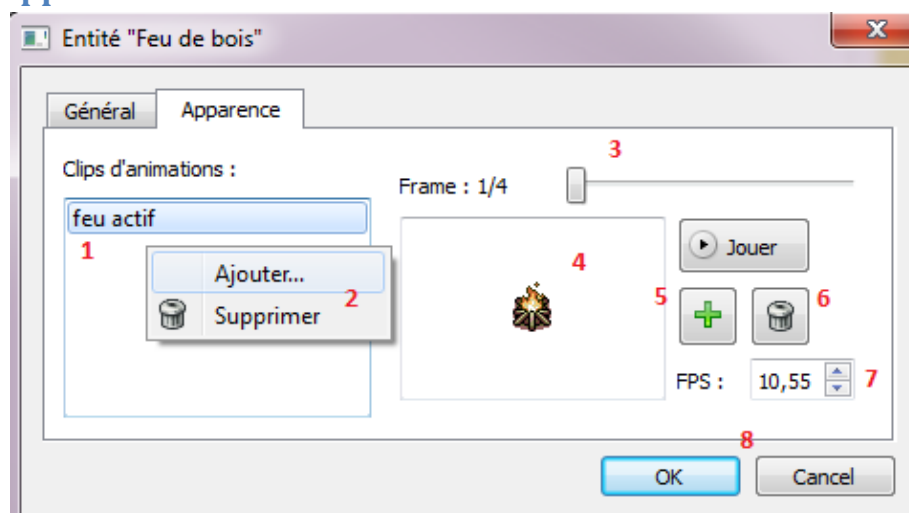 Entité "Feu de bois"
Général Apparence
Clips d'animations :
3
Frame : 1/4
feu actif
1
Ajouter...
2
Supprimer
4
Jouer
5
6
FPS : 10,55 7
8
OK Cancel